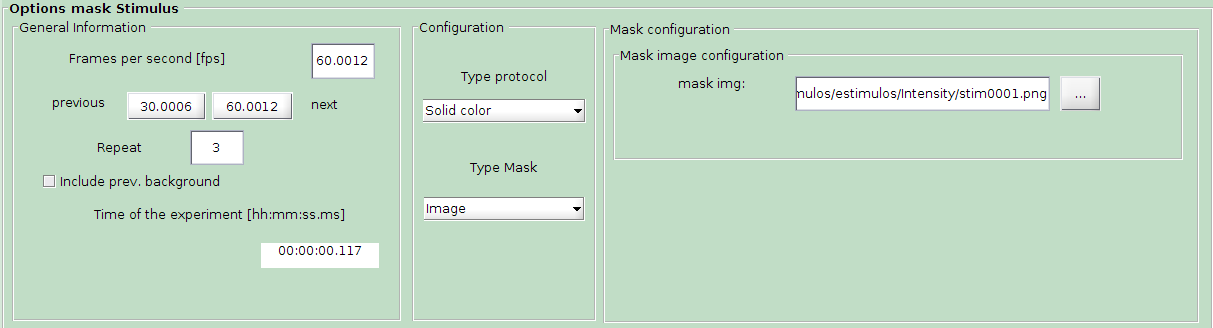 Options mask Stimulus
General Information
Frames per second [fps]
60.0012
previous
30.0006
60.0012
next
Repeat
3
Include prev. background
Time of the experiment [hh:mm:ss.ms]
00:00:00.117
Configuration
Type protocol
Solid color
Type Mask
Image
Mask configuration
Mask image configuration
mask img:
mulos/estimulos/Intensity/stim0001.png
...